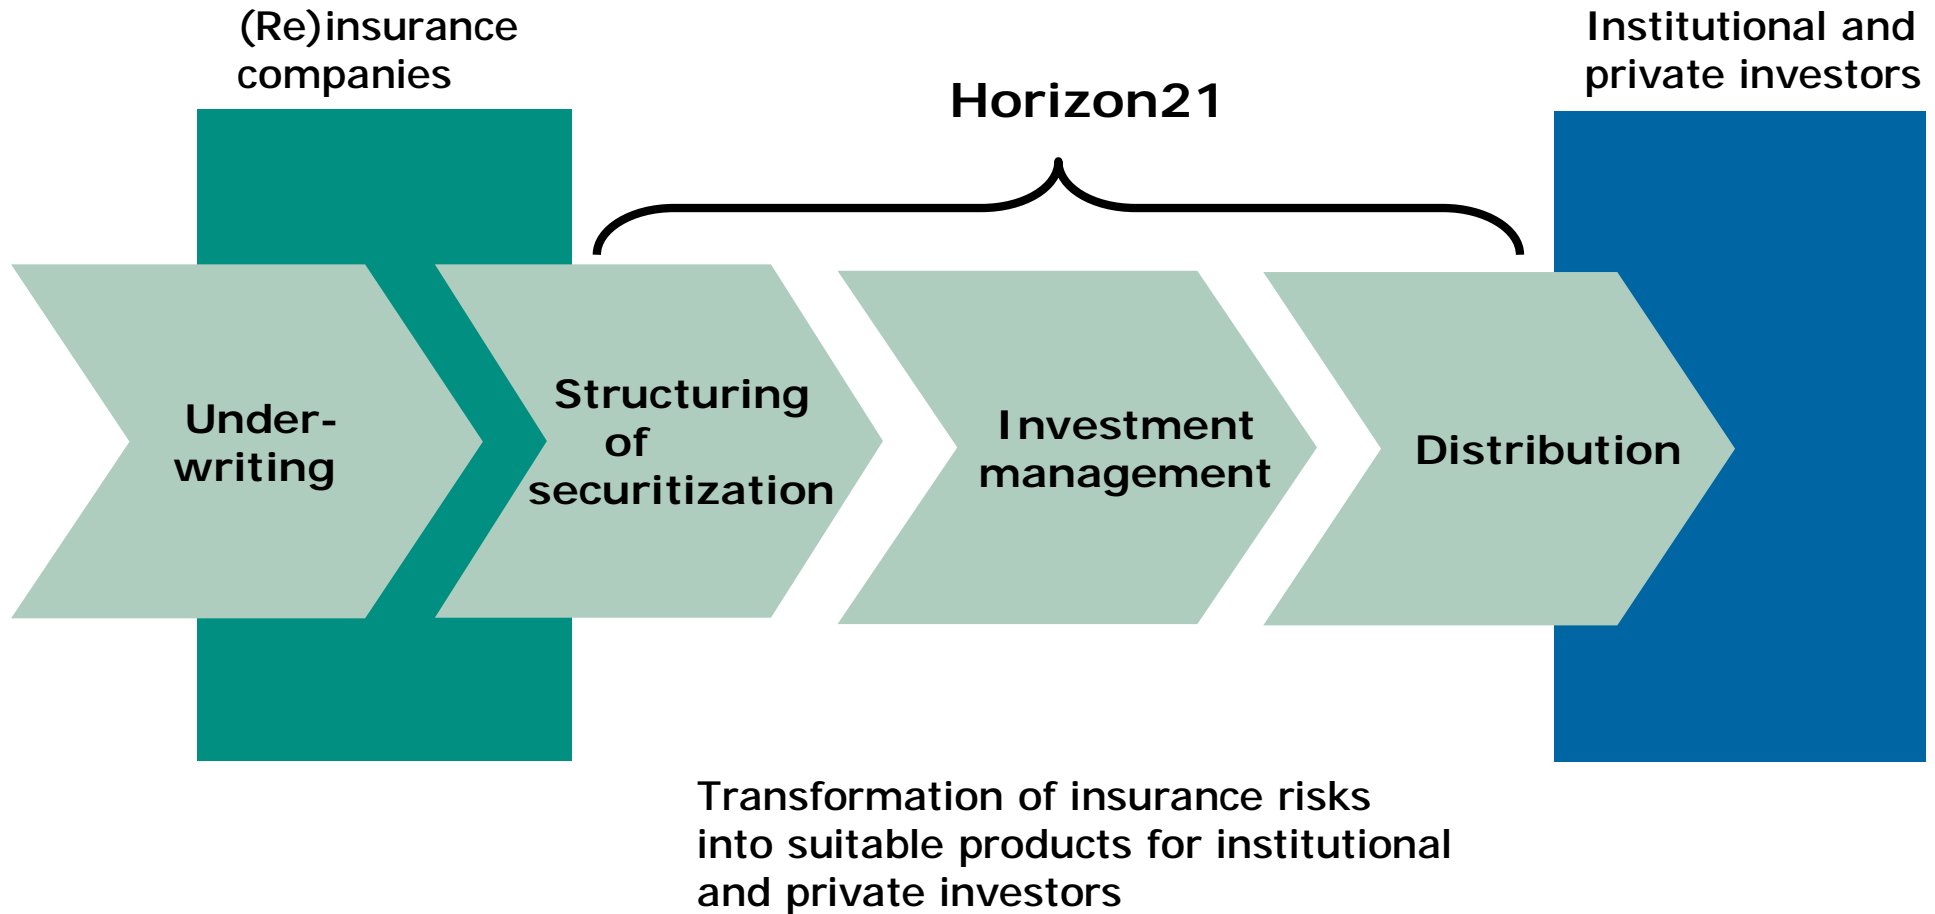 (Re)insurance
companies
Institutional and
private investors
Horizon21
Under-
writing
Structuring
of
securitization
Investment
management
Distribution
Transformation of insurance risks
into suitable products for institutional
and private investors